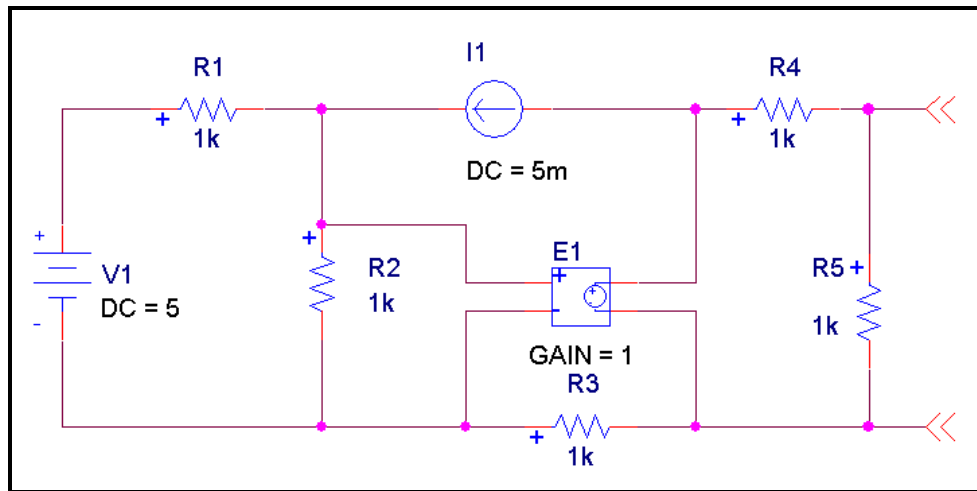 I1
R1
R4
+
1k
+
1k
DC = 5m
+
+
V1
DC = 5
-
+
R2
1k
E1
+
-
+
GAIN = 1
R5 +
1k
R3
+
1k